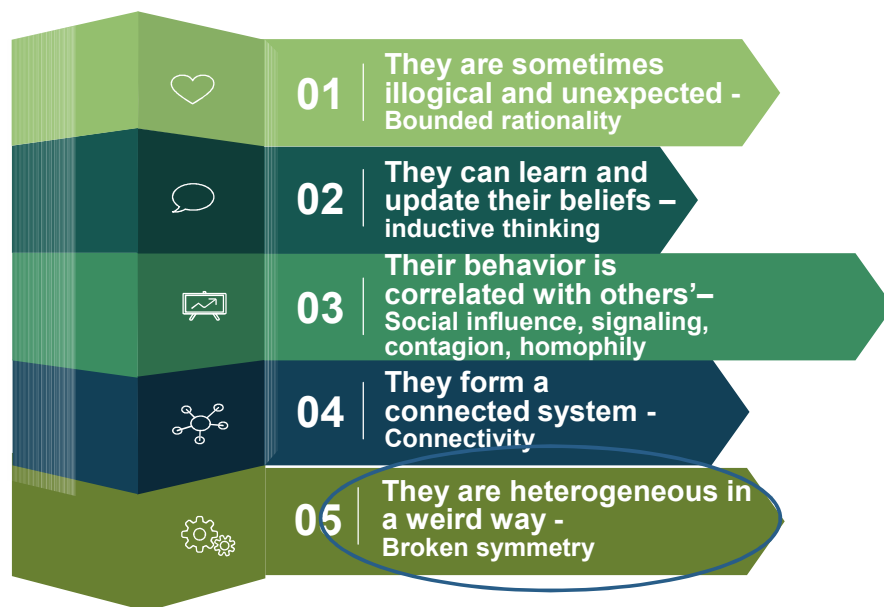 01
They are sometimes
illogical and unexpected -
Bounded rationality
02
They can learn and
update their beliefs –
inductive thinking
03
Their behavior is
correlated with others’–
Social influence, signaling,
contagion, homophily
04
They form a
connected system -
Connectivity
05
They are heterogeneous in
a weird way -
Broken symmetry